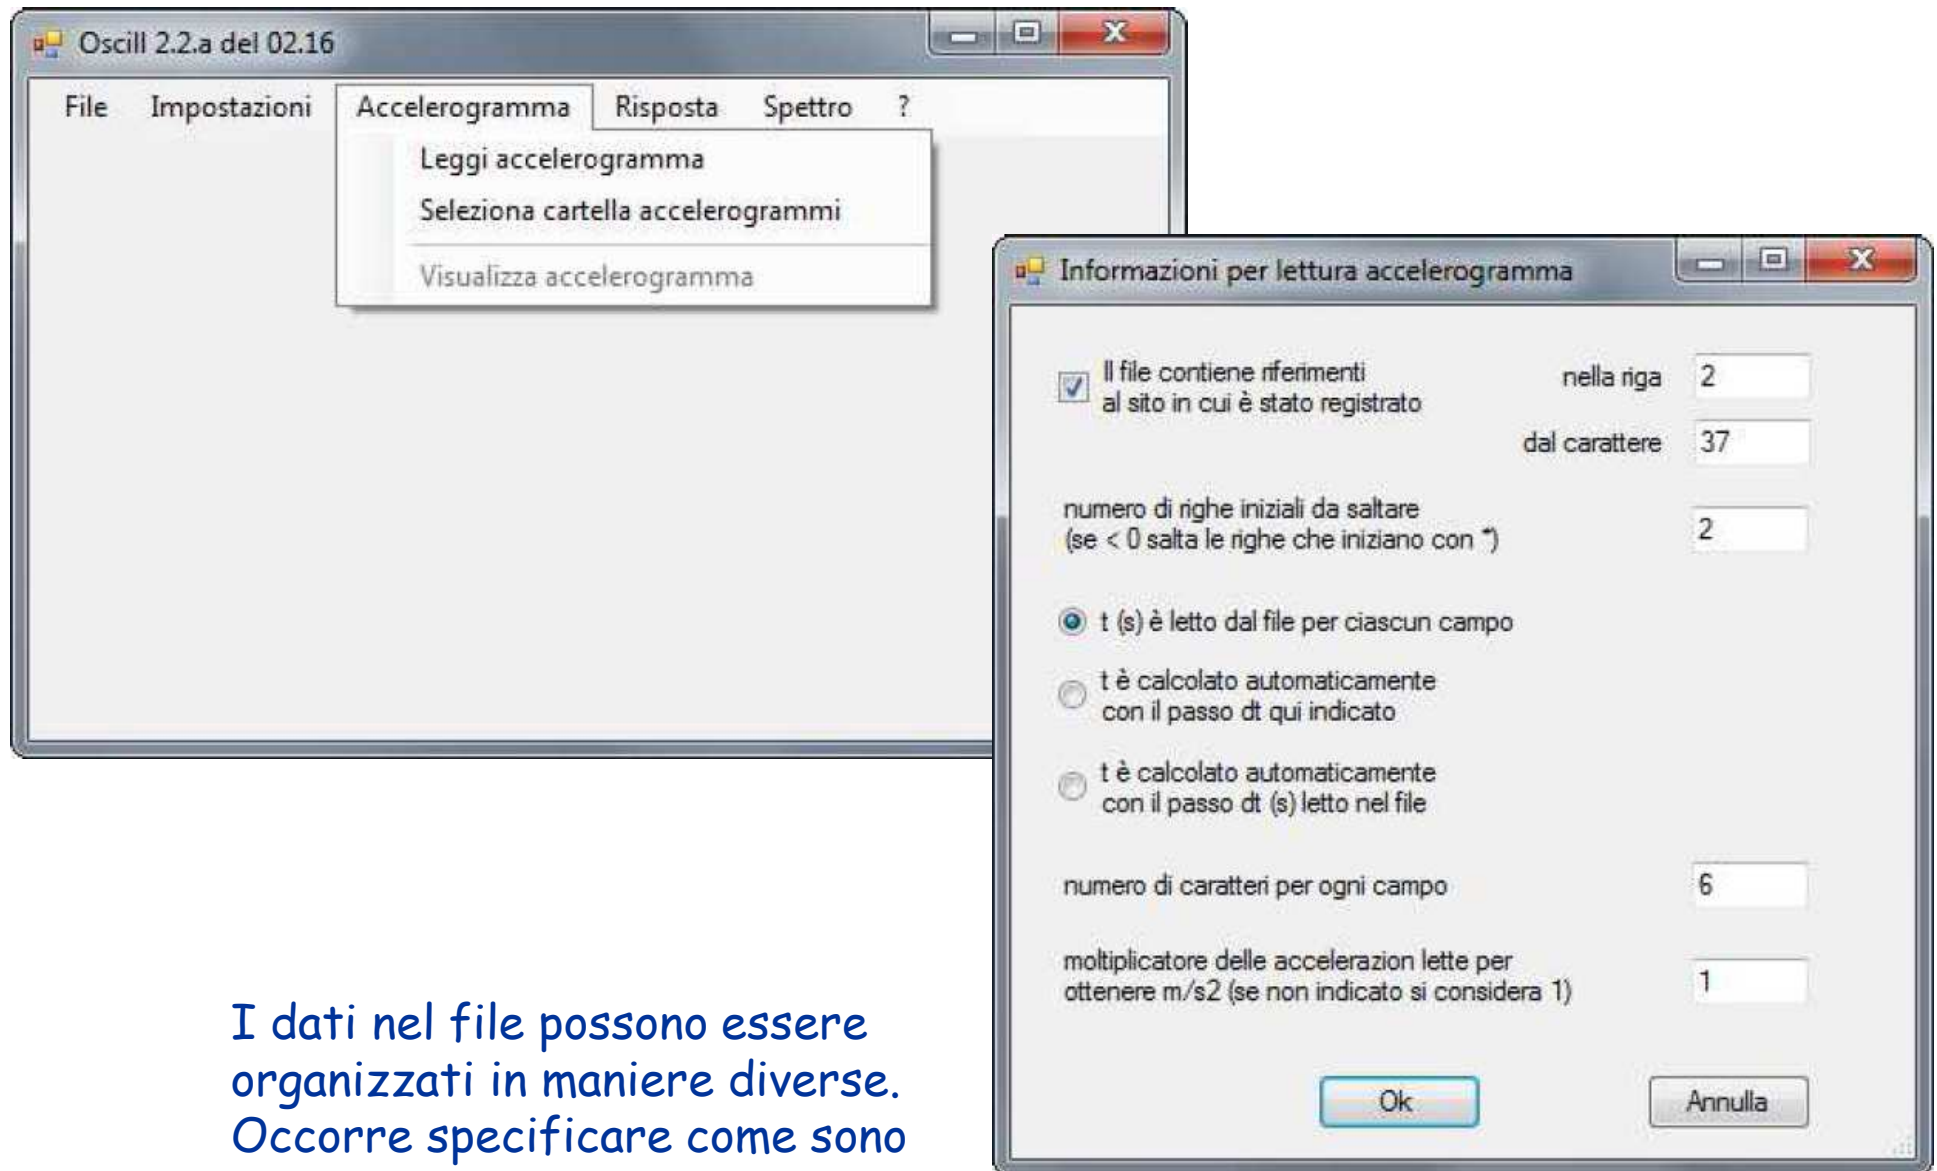 Oscill 2.2.a del 02.16
File Impostazioni Accelerogramma Risposta Spettro ?
Leggi accelerogramma
Seleziona cartella accelerogrammi
Visualizza accelerogramma
Informazioni per lettura accelerogramma
Il file contiene riferimenti
al sito in cui è stato registrato
nella riga 2
dal carattere 37
numero di righe iniziali da saltare
(se < 0 salta le righe che iniziano con *)
2
t (s) è letto dal file per ciascun campo
t è calcolato automaticamente
con il passo dt qui indicato
t è calcolato automaticamente
con il passo dt (s) letto nel file
numero di caratteri per ogni campo 6
moltiplicatore delle accelerazion lette per
ottenere m/s2 (se non indicato si considera 1)
1
Ok Annulla
I dati nel file possono essere
organizzati in maniere diverse.
Occorre specificare come sono